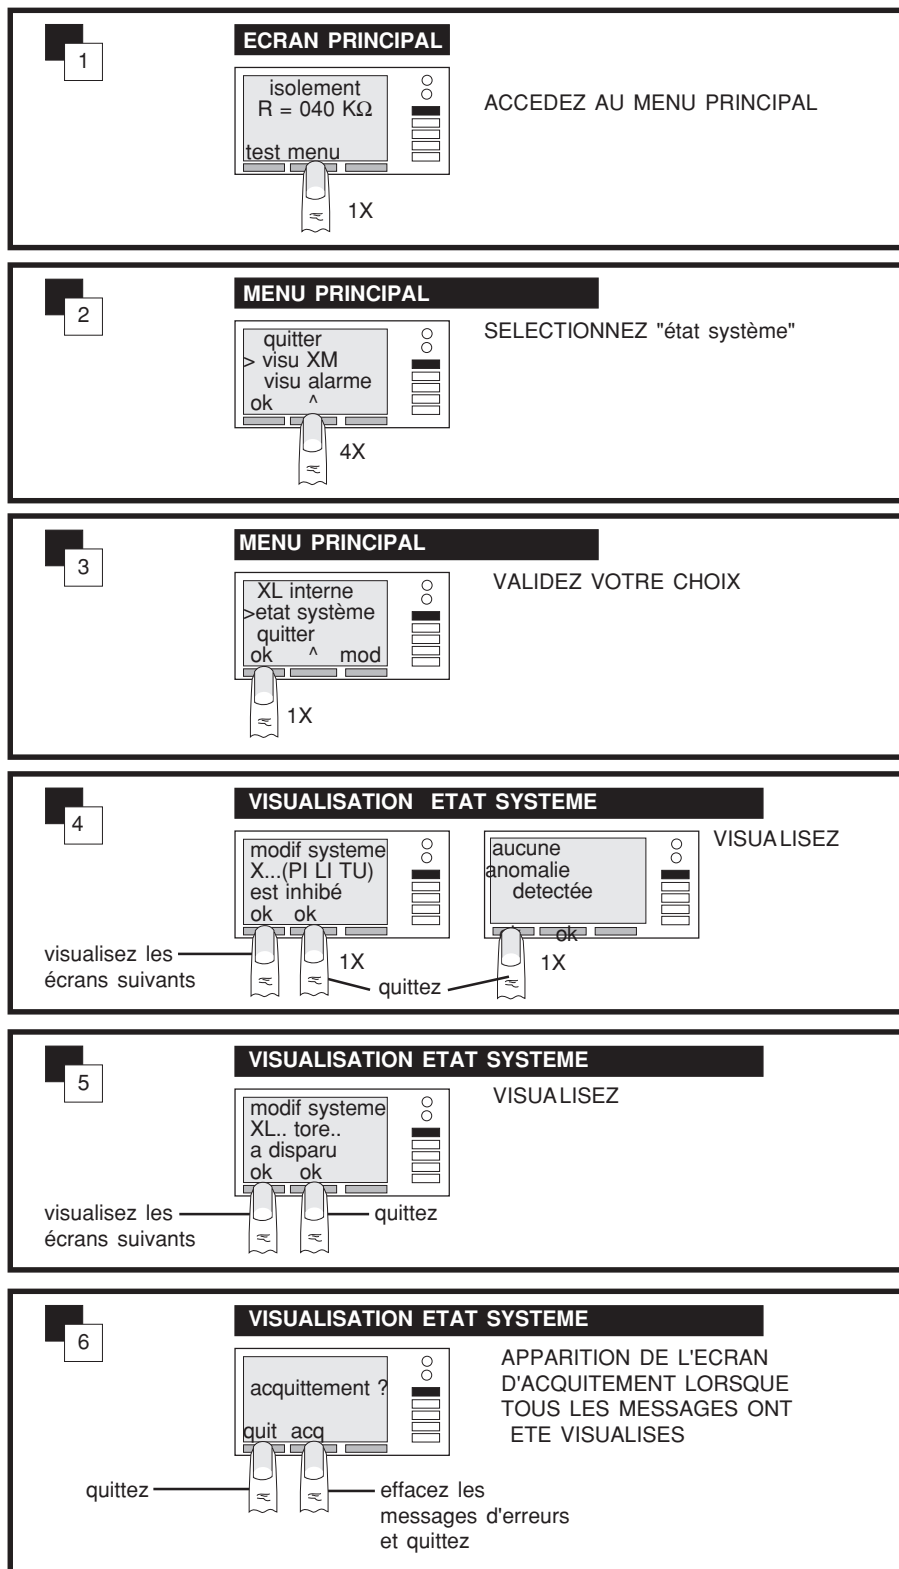 1
ECRAN PRINCIPAL
isolement
R = 040 KΩ
test menu
1X
ACCEDEZ AU MENU PRINCIPAL
2
MENU PRINCIPAL
quitter
> visu XM
visu alarme
ok ^
4X
SELECTIONNEZ "état système"
3
MENU PRINCIPAL
XL interne
>etat système
quitter
ok ^ mod
1X
VALIDEZ VOTRE CHOIX
4
VISUALISATION ETAT SYSTEME
modif systeme
X...(PI LI TU)
est inhibé
ok ok
1X
visualisez les
écrans suivants
quittez
aucune
anomalie
detectée
ok
1X
VISUALISEZ
5
VISUALISATION ETAT SYSTEME
modif systeme
XL.. tore..
a disparu
ok ok
VISUALISEZ
visualisez les
écrans suivants
quittez
6
VISUALISATION ETAT SYSTEME
acquittement ?
quit acq
APPARITION DE L'ECRAN
D'ACQUITEMENT LORSQUE
TOUS LES MESSAGES ONT
ETE VISUALISES
quittez
effacez les
messages d'erreurs
et quittez